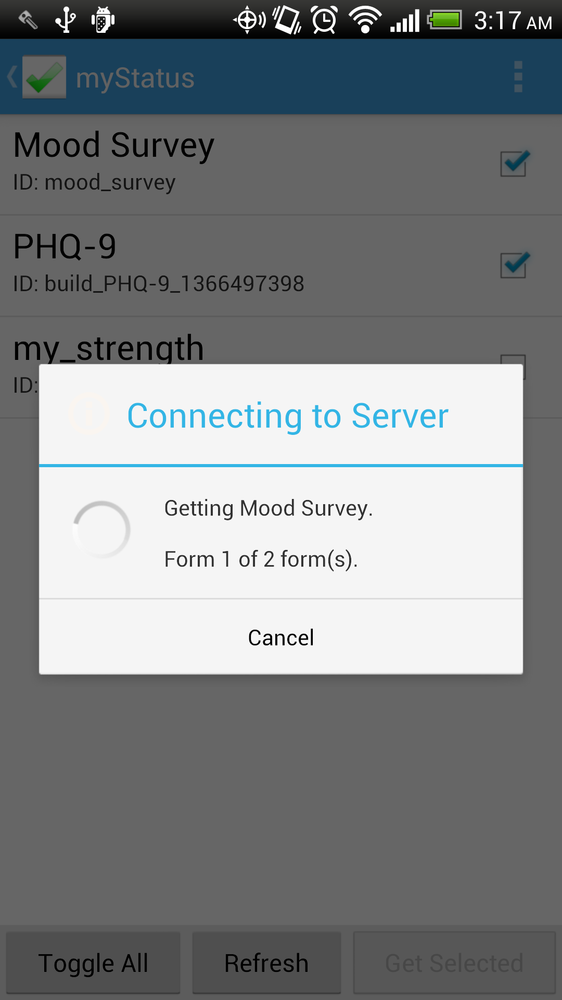 3:17 AM
myStatus
Mood Survey
ID: mood_survey
PHQ-9
ID: build_PHQ-9_1366497398
my_strength
ID:
Connecting to Server
Getting Mood Survey.
Form 1 of 2 form(s).
Cancel
Toggle All
Refresh
Get Selected